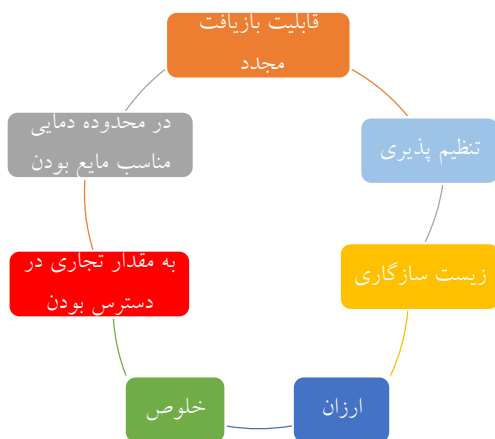 قابلیت بازیافت
مجدد
تنظیم پذیری
زیست سازگاری
ارزان
خلوص
به مقدار تجاری در
دسترس بودن
در محدوده دمایی
مناسب مایع بودن